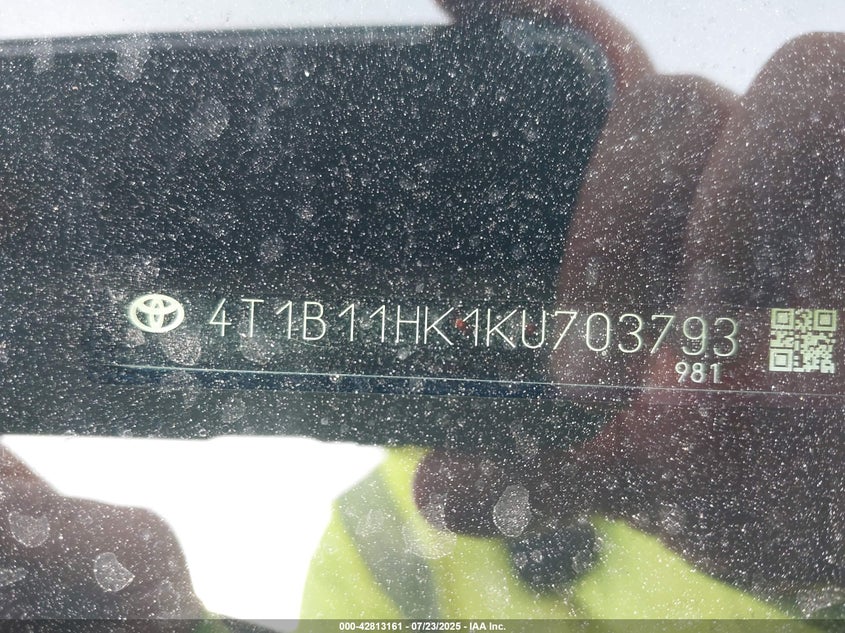 4T1B11HK1KU703793
981
000-42813161 - 07/23/2025 - IAA Inc.